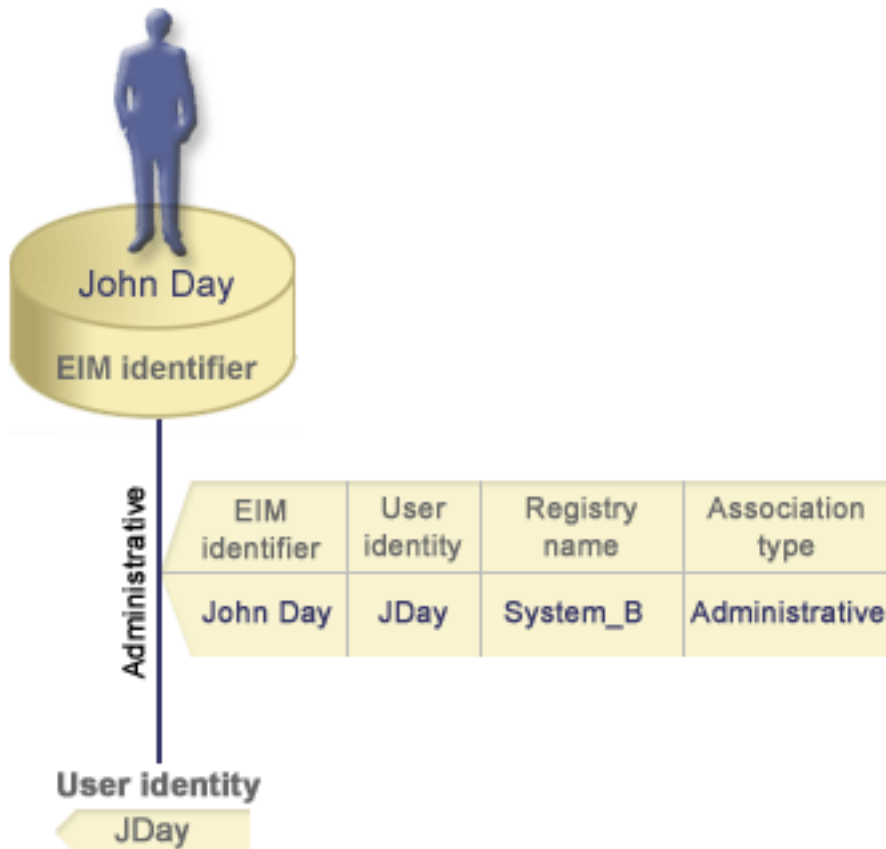 John Day
EIM identifier
Administrative
EIM identifier
User identity
Registry name
Association type
John Day
JDay
System_B
Administrative
User identity
JDay